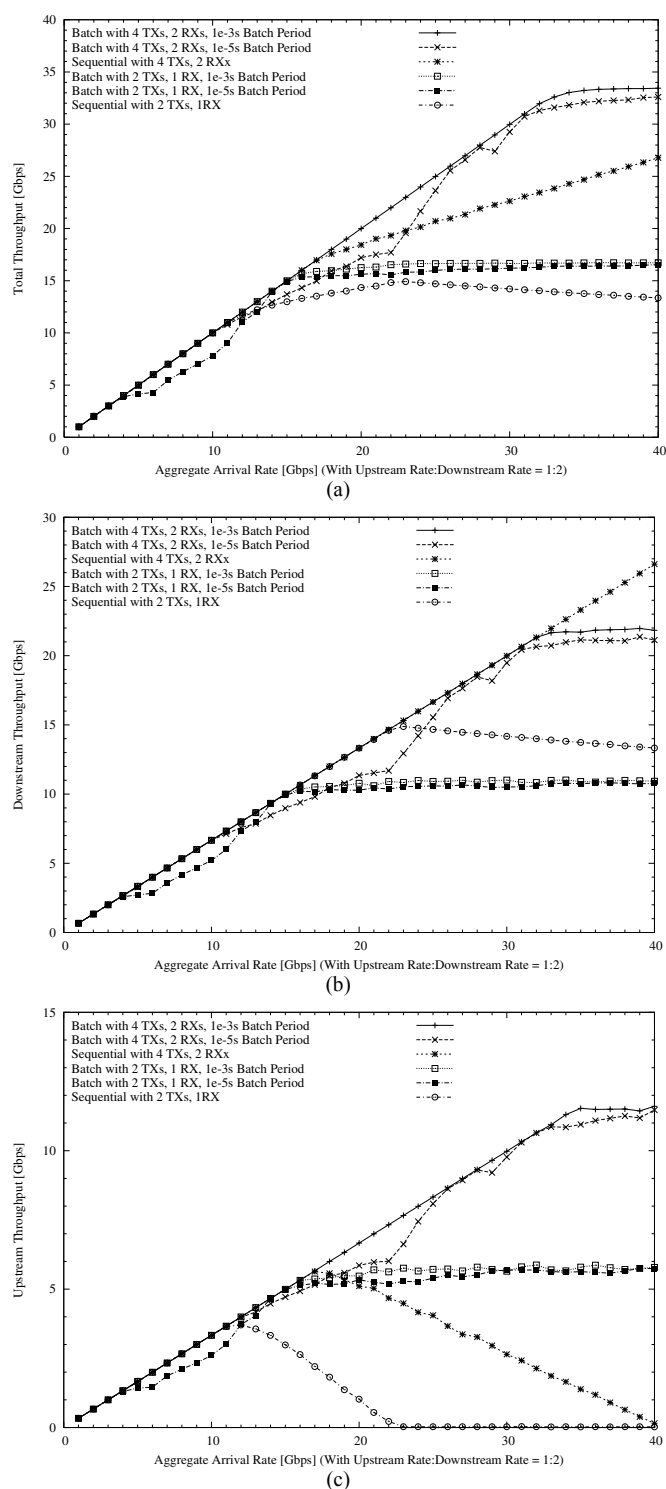 35
30
25
20
15
10
5
0
Total Throughput [Gbps]
Batch with 4 TXs, 2 RXs, 1e-3s Batch Period
Batch with 4 TXs, 2 RXs, 1e-5s Batch Period
Sequential with 4 TXs, 2 RXx
Batch with 2 TXs, 1 RX, 1e-3s Batch Period
Batch with 2 TXs, 1 RX, 1e-5s Batch Period
Sequential with 2 TXs, 1RX
40
0 10 20 30 40
Aggregate Arrival Rate [Gbps] (With Upstream Rate:Downstream Rate = 1:2)
(a)
30
25
20
15
10
5
0
Downstream Throughput [Gbps]
Batch with 4 TXs, 2 RXs, 1e-3s Batch Period
Batch with 4 TXs, 2 RXs, 1e-5s Batch Period
Sequential with 4 TXs, 2 RXx
Batch with 2 TXs, 1 RX, 1e-3s Batch Period
Batch with 2 TXs, 1 RX, 1e-5s Batch Period
Sequential with 2 TXs, 1RX
0 10 20 30 40
Aggregate Arrival Rate [Gbps] (With Upstream Rate:Downstream Rate = 1:2)
(b)
15
10
5
0
Upstream Throughput [Gbps]
Batch with 4 TXs, 2 RXs, 1e-3s Batch Period
Batch with 4 TXs, 2 RXs, 1e-5s Batch Period
Sequential with 4 TXs, 2 RXx
Batch with 2 TXs, 1 RX, 1e-3s Batch Period
Batch with 2 TXs, 1 RX, 1e-5s Batch Period
Sequential with 2 TXs, 1RX
0 10 20 30 40
Aggregate Arrival Rate [Gbps] (With Upstream Rate:Downstream Rate = 1:2)
(c)